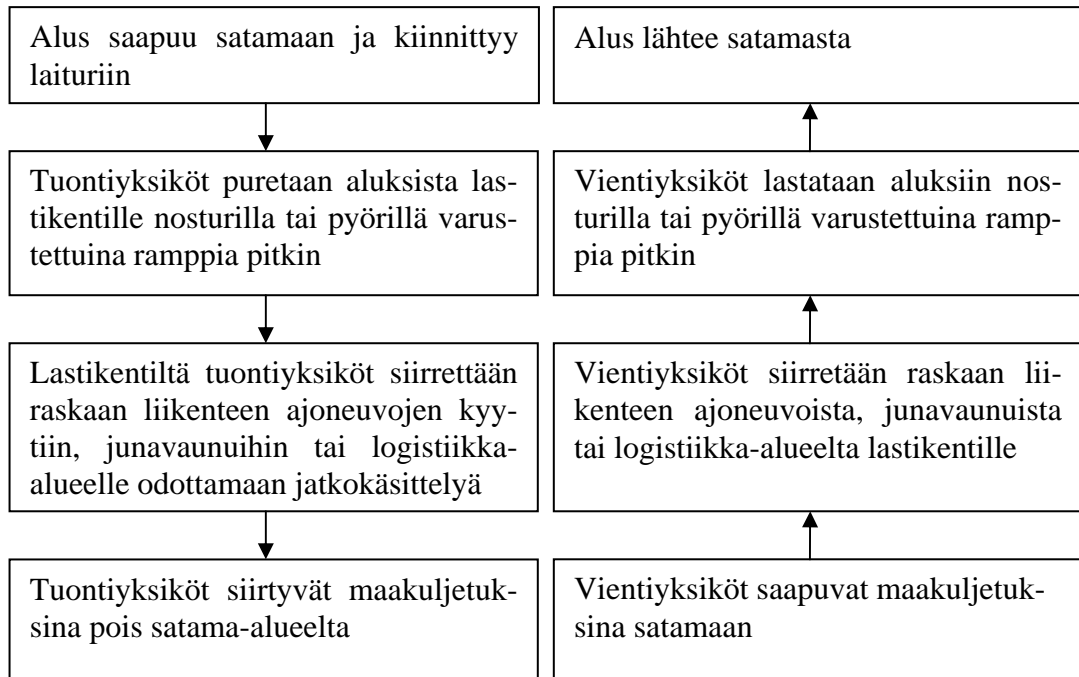 Alus saapuu satamaan ja kiinnittyy
laituriin
Tuontiyksiköt puretaan aluksista las-
tikentille nosturilla tai pyörillä varus-
tettuina ramppia pitkin
Lastikentiltä tuontiyksiköt siirrettään
raskaan liikenteen ajoneuvojen kyy-
tiin, junavaunuihin tai logistiikka-
alueelle odottamaan jatkokäsittelyä
Tuontiyksiköt siirtyvät maakuljetuk-
sina pois satama-alueelta
Alus lähtee satamasta
Vientiyksiköt lastataan aluksiin nos-
turilla tai pyörillä varustettuina ramp-
pia pitkin
Vientiyksiköt siirretään raskaan lii-
kenteen ajoneuvoista, junavaunuista
tai logistiikka-alueelta lastikentille
Vientiyksiköt saapuvat maakuljetuk-
sina satamaan